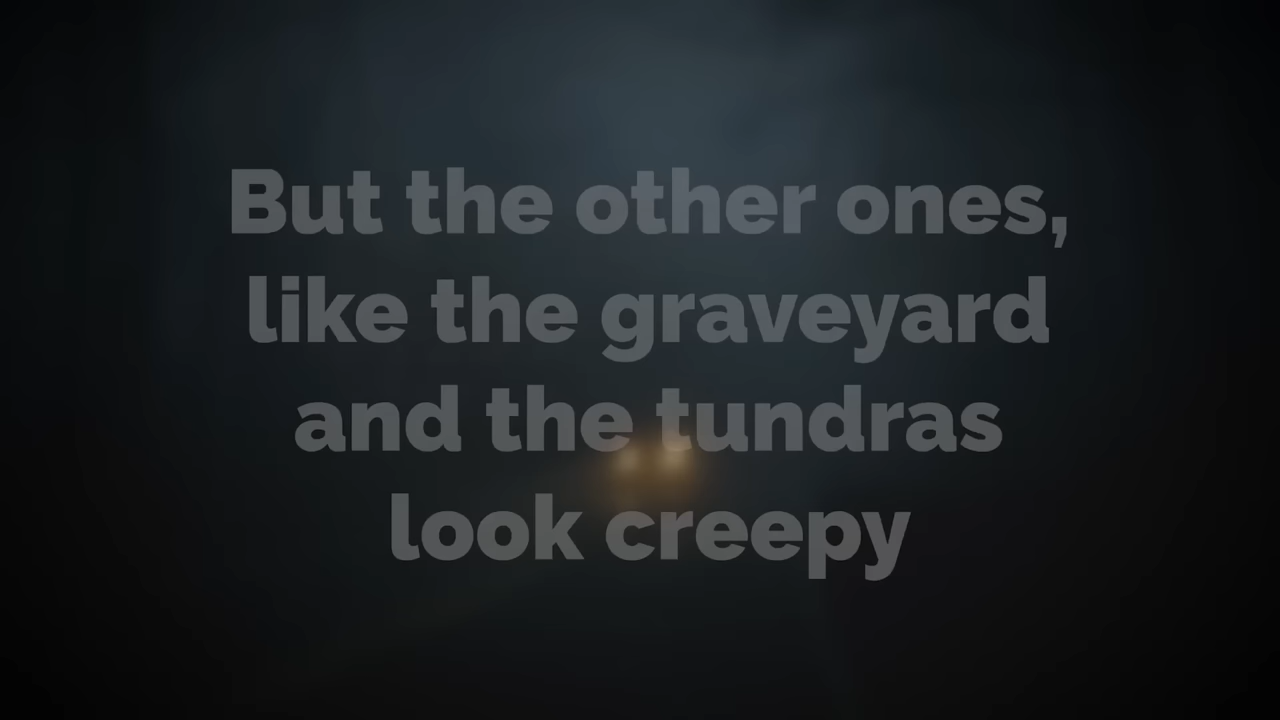 But the other ones,
like the graveyard
and the tundras
look creepy